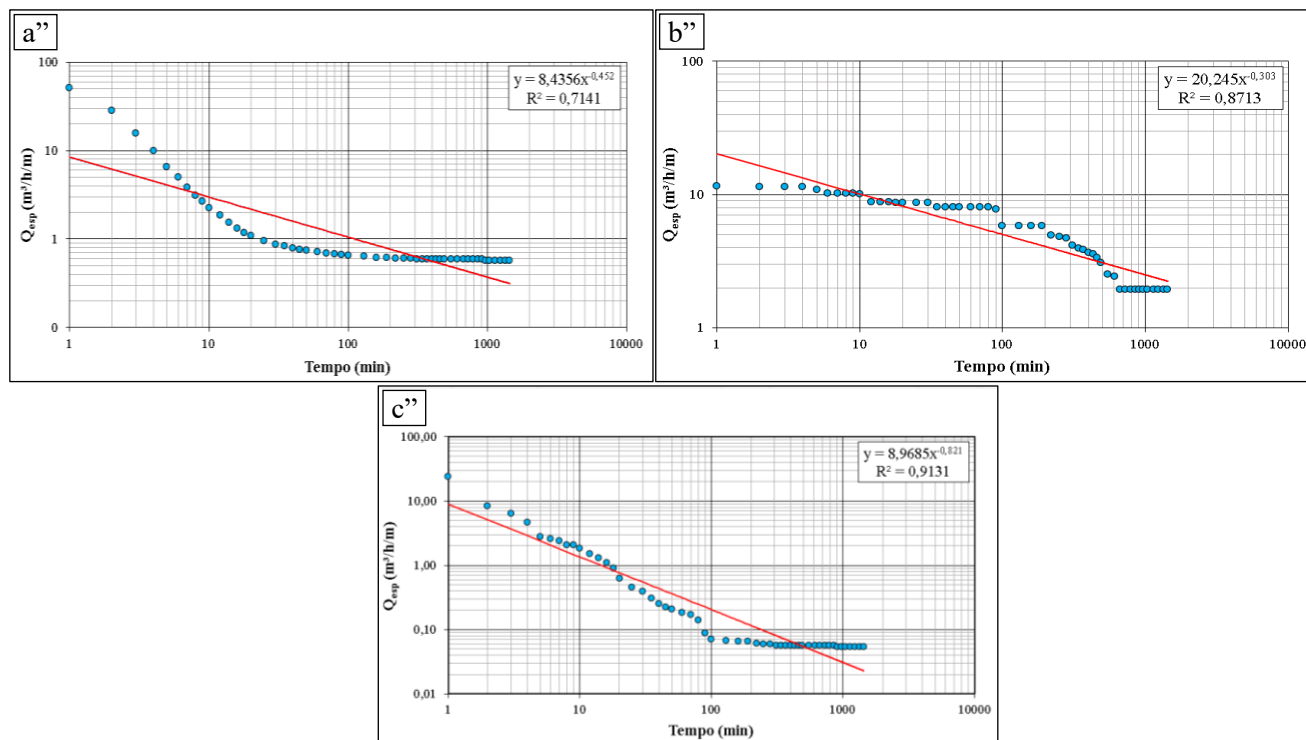 a”
y = 8,4356x^-0,452
R² = 0,7141
Q_esp (m³/h/m)
100
10
1
0
1 10 100 1000 10000
Tempo (min)
b”
y = 20,245x^-0,303
R² = 0,8713
Q_esp (m³/h/m)
100
10
1
1 10 100 1000 10000
Tempo (min)
c”
y = 8,9685x^-0,821
R² = 0,9131
Q_esp (m³/h/m)
100,00
10,00
1,00
0,10
0,01
1 10 100 1000 10000
Tempo (min)